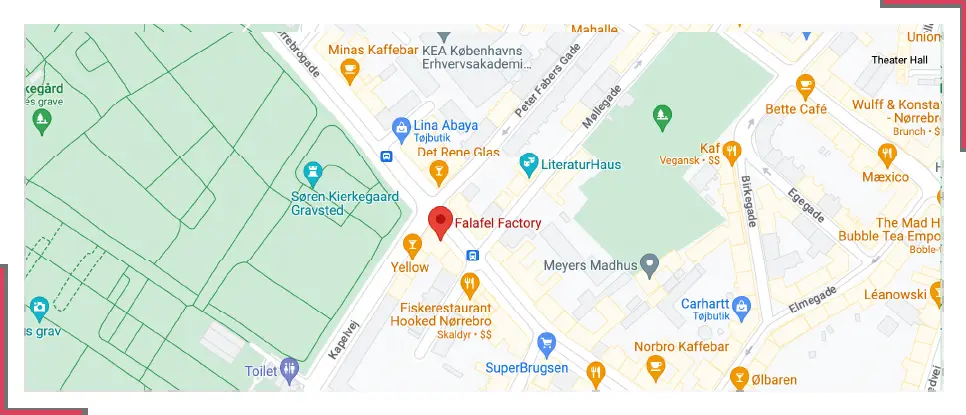 Malhalle
Union
Minas Kaffebar
KEA Københavns
Erhvervsakademi...
rrebrogade
Peter Fabers Gade
Møllegade
Theater Hall
kegård
es grave
Bette Café
Wulff & Konsta
- Nørrebro
Brunch • $
Lina Abaya
Tøjbutik
Det Rene Glas
LiteraturHaus
Kaf
Vegansk • $$
Mæxico
Birkegade
Egegade
Søren Kierkegaard
Gravsted
Falafel Factory
The Mad H
Bubble Tea Empo
Boble
Yellow
Meyers Madhus
Fiskerestaurant
Hooked Nørrebro
Skaldyr • $$
Carhartt
Tøjbutik
Elmegade
Léanowski
s grav
Kapelvej
Toilet
SuperBrugsen
Norbro Kaffebar
Ølbaren
edvej